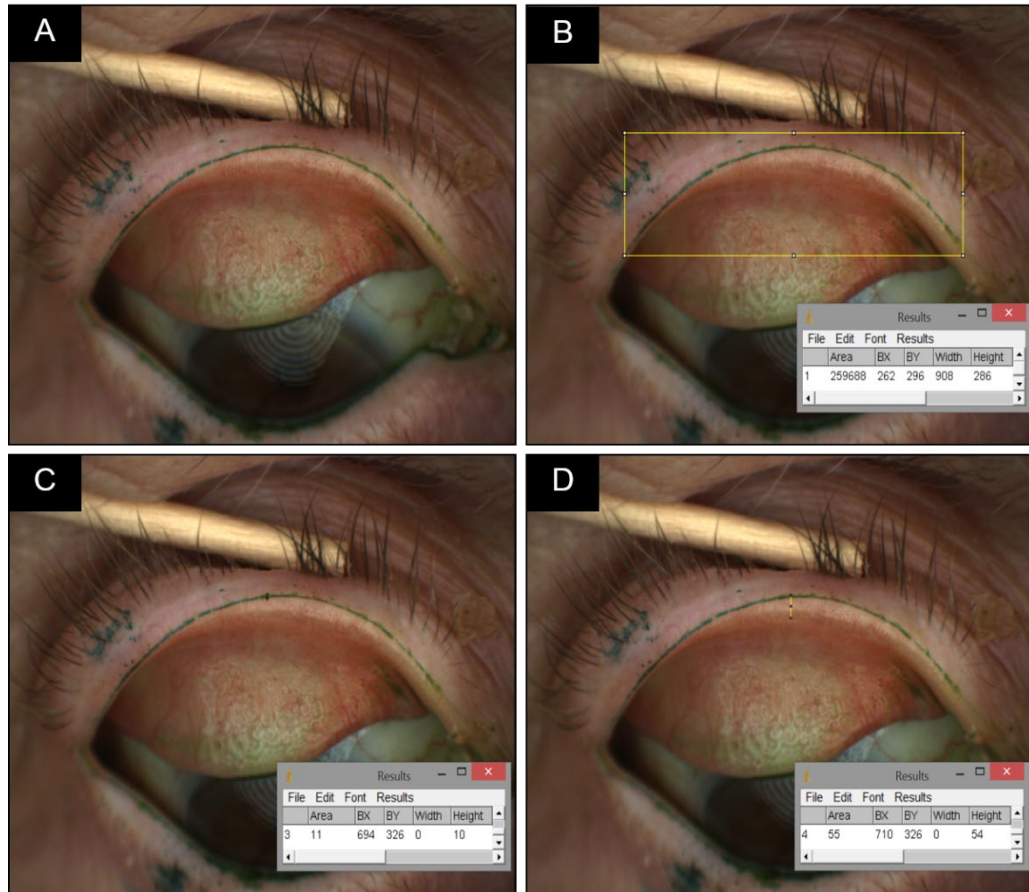 A
B
Results
File Edit Font Results
Area BX BY Width Height
1 259688 262 296 908 286
C
Results
File Edit Font Results
Area BX BY Width Height
3 11 694 326 0 10
D
Results
File Edit Font Results
Area BX BY Width Height
4 55 710 326 0 54